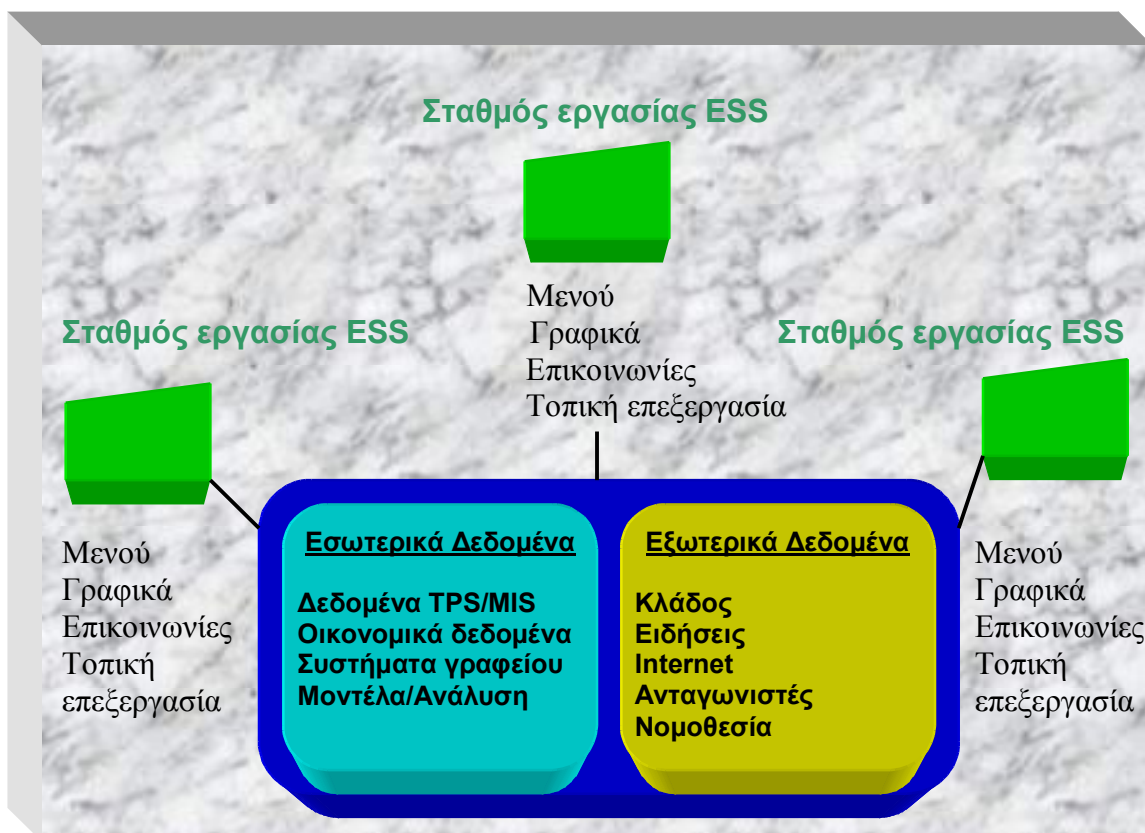 Σταθμός εργασίας ESS
Μενού
Γραφικά
Επικοινωνίες
Τοπική επεξεργασία
Σταθμός εργασίας ESS
Μενού
Γραφικά
Επικοινωνίες
Τοπική
επεξεργασία
Εσωτερικά Δεδομένα
Δεδομένα TPS/MIS
Οικονομικά δεδομένα
Συστήματα γραφείου
Μοντέλα/Ανάλυση
Εξωτερικά Δεδομένα
Κλάδος
Ειδήσεις
Internet
Ανταγωνιστές
Νομοθεσία
Σταθμός εργασίας ESS
Μενού
Γραφικά
Επικοινωνίες
Τοπική
επεξεργασία